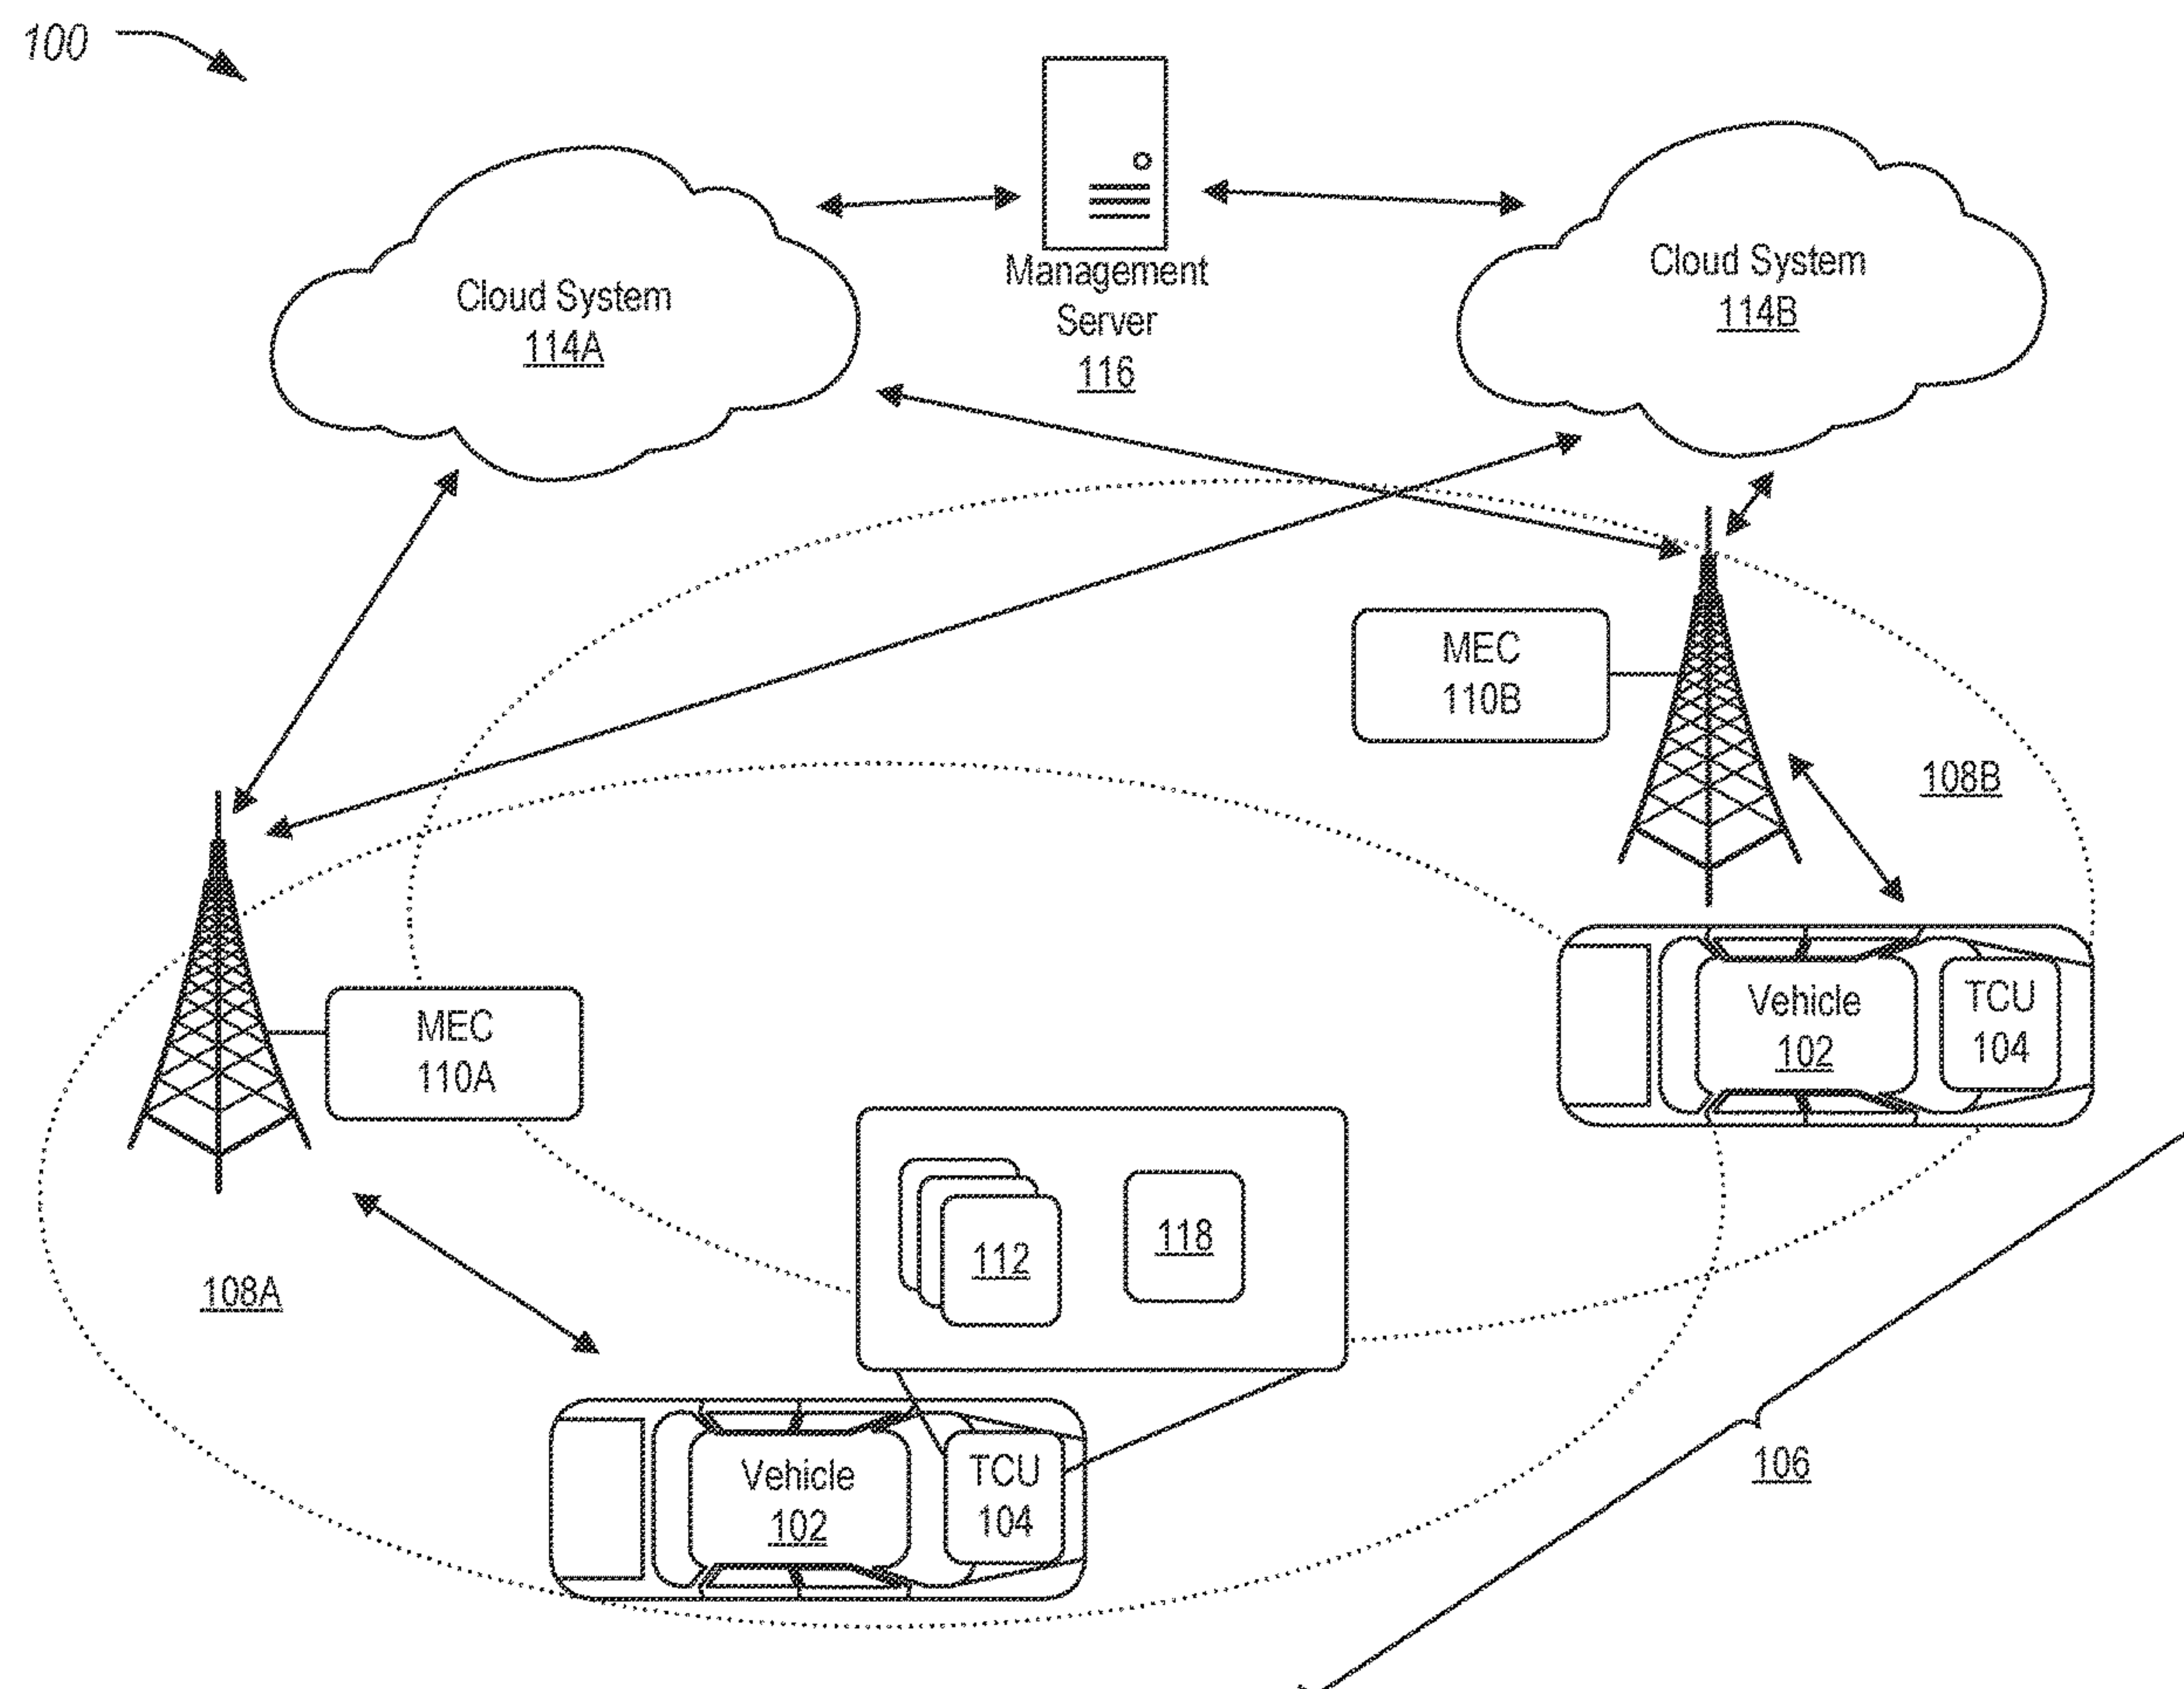 100
Cloud System
114A
Management
Server
116
Cloud System
114B
MEC
110B
108B
MEC
110A
Vehicle
102
TCU
104
112
118
108A
Vehicle
102
TCU
104
106